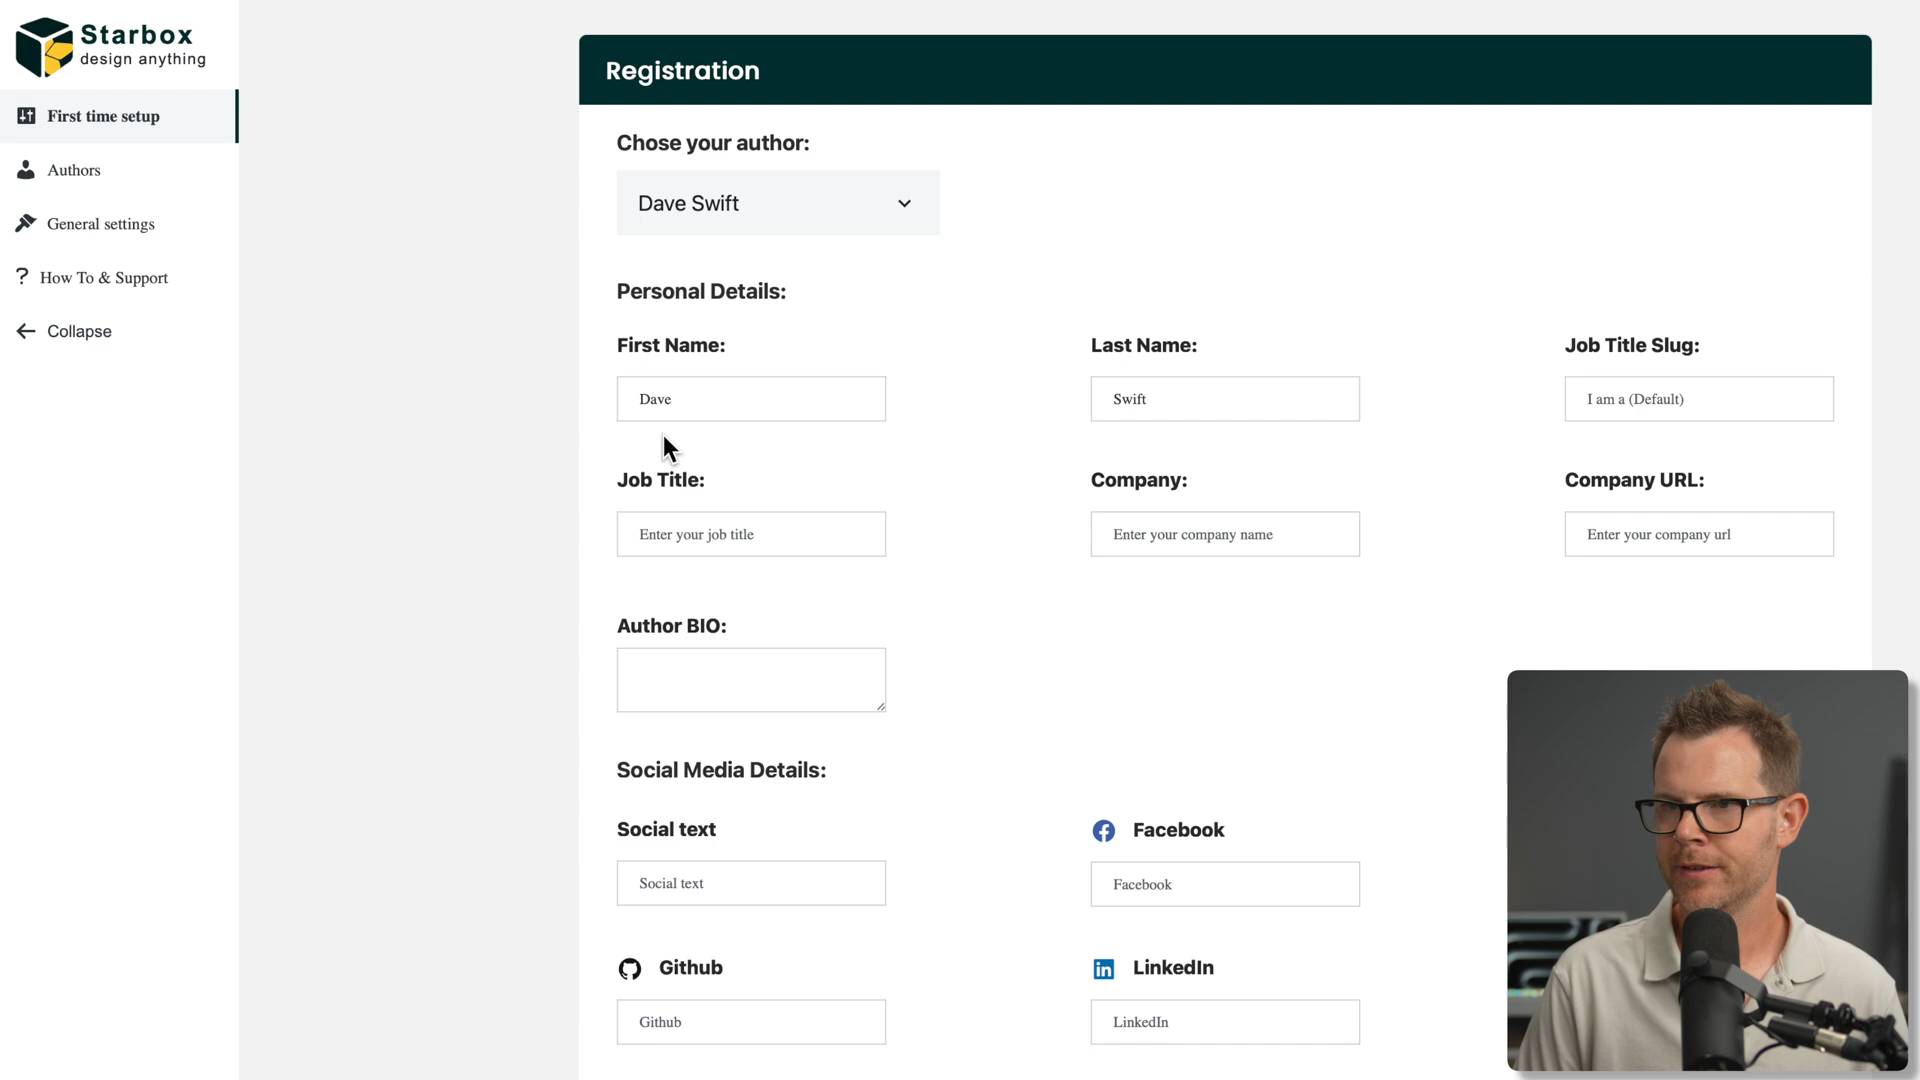 Starbox
design anything
First time setup
Authors
General settings
How To & Support
Collapse
Registration
Chose your author:
Dave Swift
Personal Details:
First Name:
Last Name:
Job Title Slug:
Dave
Swift
I am a (Default)
Job Title:
Company:
Company URL:
Enter your job title
Enter your company name
Enter your company url
Author BIO:
Social Media Details:
Social text
Facebook
Social text
Facebook
Github
LinkedIn
Github
LinkedIn